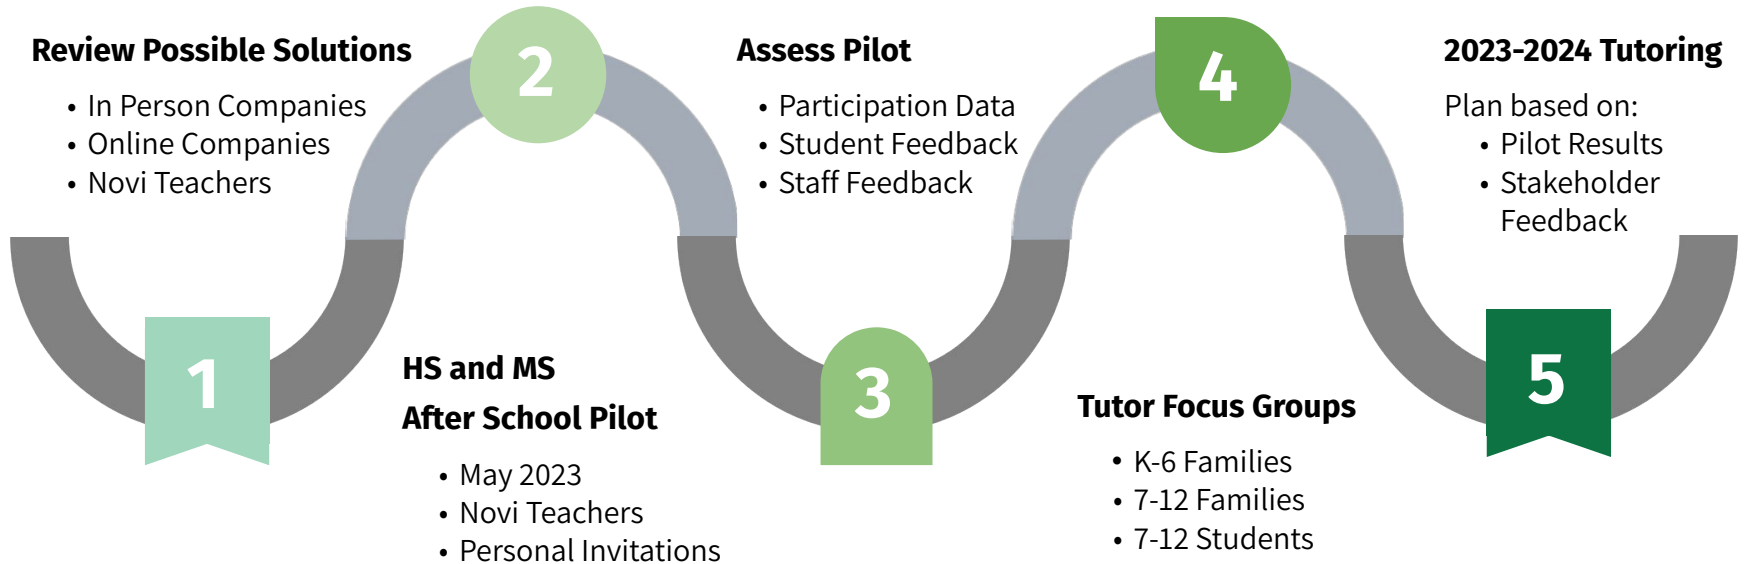 1
Review Possible Solutions
• In Person Companies
• Online Companies
• Novi Teachers
2
HS and MS
After School Pilot
• May 2023
• Novi Teachers
• Personal Invitations
3
Assess Pilot
• Participation Data
• Student Feedback
• Staff Feedback
4
Tutor Focus Groups
• K-6 Families
• 7-12 Families
• 7-12 Students
5
2023-2024 Tutoring
Plan based on:
• Pilot Results
• Stakeholder
Feedback